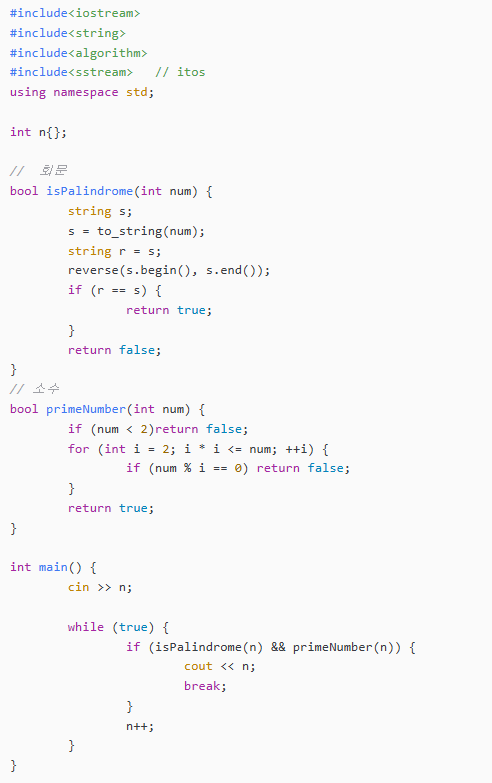 #include<iostream>
#include<string>
#include<algorithm>
#include<sstream>   // itos
using namespace std;

int n{};

//  회문
bool isPalindrome(int num) {
	string s;
	s = to_string(num);
	string r = s;
	reverse(s.begin(), s.end());
	if (r == s) {
		return true;
	}
	return false;
}
// 소수
bool primeNumber(int num) {
	if (num < 2)return false;
	for (int i = 2; i * i <= num; ++i) {
		if (num % i == 0) return false;
	}
	return true;
}

int main() {
	cin >> n;

	while (true) {
		if (isPalindrome(n) && primeNumber(n)) {
			cout << n;
			break;
		}
		n++;
	}
}